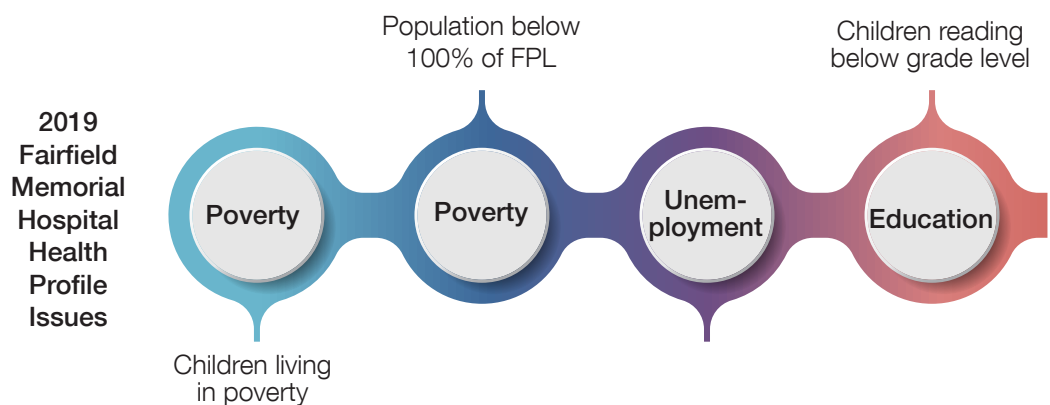 2019
Fairfield
Memorial
Hospital
Health
Profile
Issues
Poverty
Children living
in poverty
Population below
100% of FPL
Poverty
Unem-
ployment
Children reading
below grade level
Education